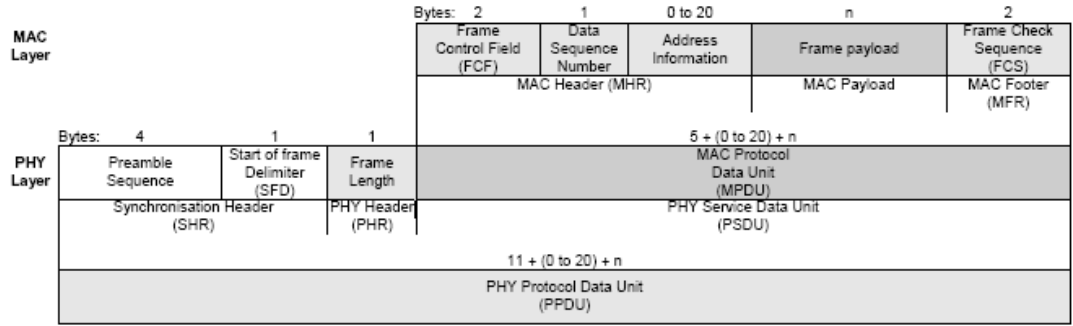 Bytes: 2 1 0 to 20 n 2
MAC
Layer
Frame
Control Field
(FCF)
Data
Sequence
Number
Address
Information
Frame payload
Frame Check
Sequence
(FCS)
MAC Header (MHR)
MAC Payload
MAC Footer
(MFR)
Bytes: 4 1 1 5 + (0 to 20) + n
PHY
Layer
Preamble
Sequence
Start of frame
Delimiter
(SFD)
Frame
Length
MAC Protocol
Data Unit
(MPDU)
Synchronisation Header
(SHR)
PHY Header
(PHR)
PHY Service Data Unit
(PSDU)
11 + (0 to 20) + n
PHY Protocol Data Unit
(PPDU)